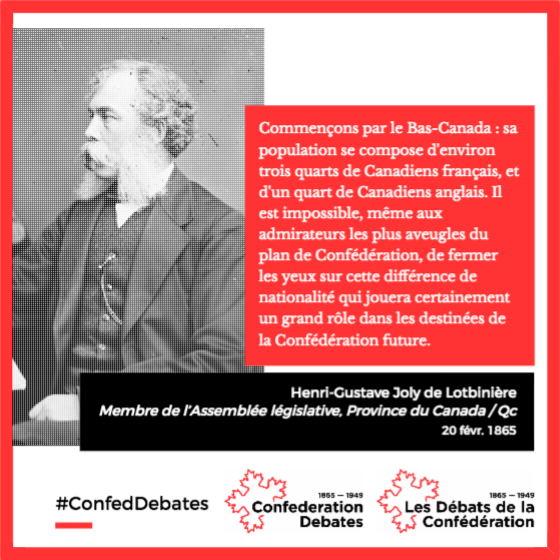 Commençons par le Bas-Canada : sa
population se compose d'environ
trois quarts de Canadiens français, et
d'un quart de Canadiens anglais. Il
est impossible, même aux
admirateurs les plus aveugles du
plan de Confédération, de fermer
les yeux sur cette différence de
nationalité qui jouera certainement
un grand rôle dans les destinées de
la Confédération future.
Henri-Gustave Joly de Lotbinière
Membre de l'Assemblée législative, Province du Canada / Qc
20 févr. 1865
#ConfedDebates
1865 — 1949
Confederation
Debates
1865 — 1949
Les Débats de la
Confédération